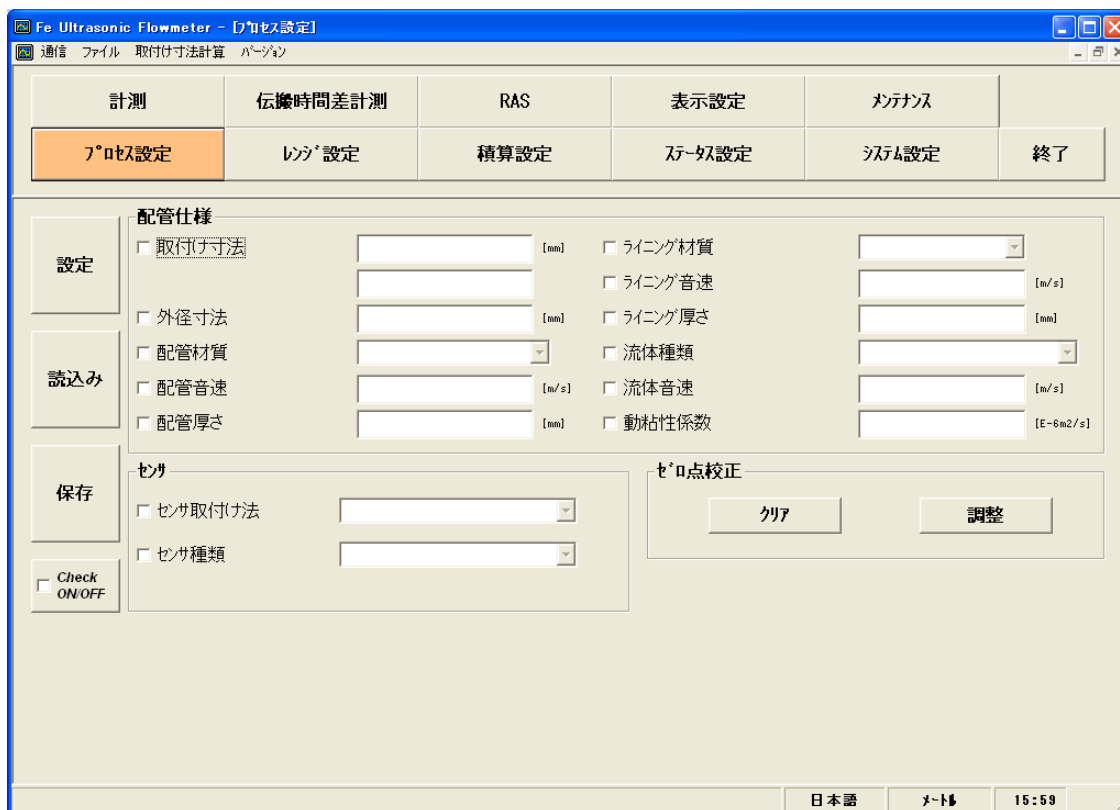 Fe Ultrasonic Flowmeter - [ﾌﾟﾛｾｽ設定]
通信 ファイル 取付け寸法計算 ﾊﾞｰｼﾞｮﾝ
計測 伝搬時間差計測 RAS 表示設定 ﾒﾝﾃﾅﾝｽ
ﾌﾟﾛｾｽ設定 ﾚﾝｼﾞ設定 積算設定 ｽﾃｰﾀｽ設定 ｼｽﾃﾑ設定 終了
設定
読込み
保存
Check
ON/OFF
配管仕様
取付け寸法 [mm] ライニング材質
ライニング音速 [m/s]
外径寸法 [mm] ライニング厚さ [mm]
配管材質 流体種類
配管音速 [m/s] 流体音速 [m/s]
配管厚さ [mm] 動粘性係数 [E-6m2/s]
ｾﾝｻ
センサ取付け法
センサ種類
ｾﾞﾛ点校正
ｸﾘｱ 調整
日本語 ﾒｰﾄﾙ 15:59